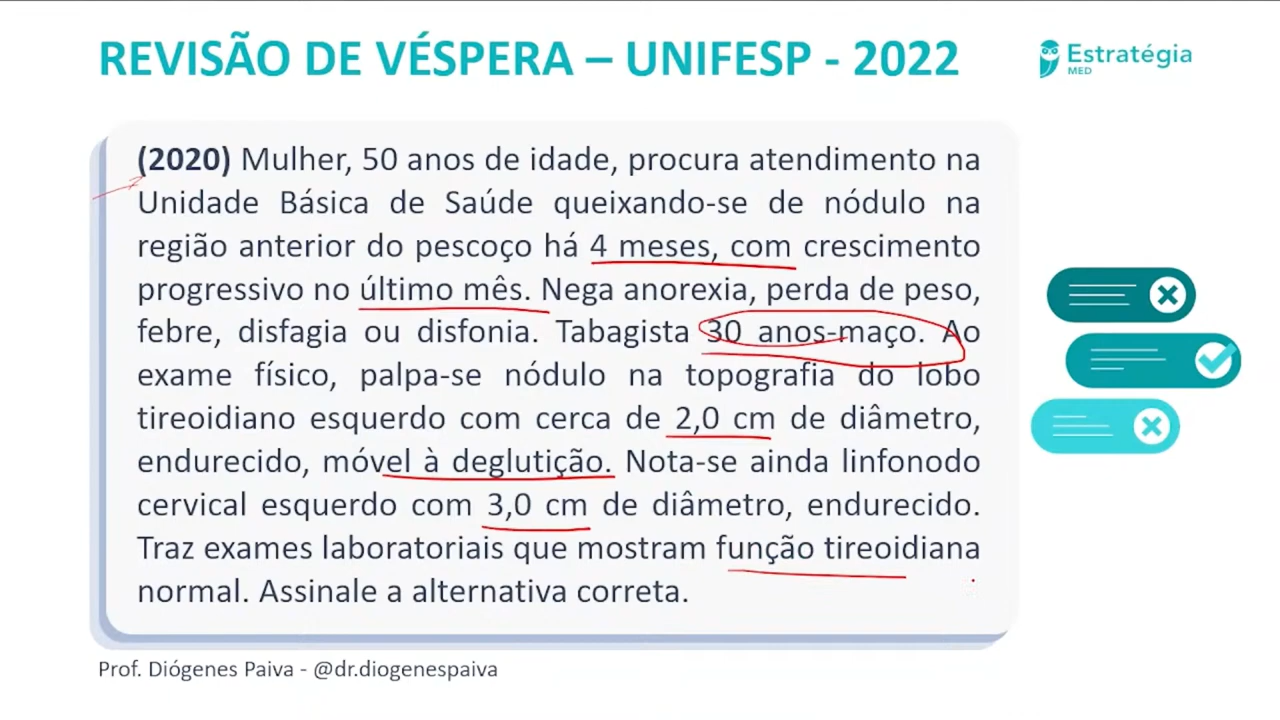 REVISÃO DE VÉSPERA – UNIFESP - 2022
Estratégia
MED
(2020) Mulher, 50 anos de idade, procura atendimento na
Unidade Básica de Saúde queixando-se de nódulo na
região anterior do pescoço há 4 meses, com crescimento
progressivo no último mês. Nega anorexia, perda de peso,
febre, disfagia ou disfonia. Tabagista 30 anos-maço. Ao
exame físico, palpa-se nódulo na topografia do lobo
tireoidiano esquerdo com cerca de 2,0 cm de diâmetro,
endurecido, móvel à deglutição. Nota-se ainda linfonodo
cervical esquerdo com 3,0 cm de diâmetro, endurecido.
Traz exames laboratoriais que mostram função tireoidiana
normal. Assinale a alternativa correta.
Prof. Diógenes Paiva - @dr.diogenespaiva